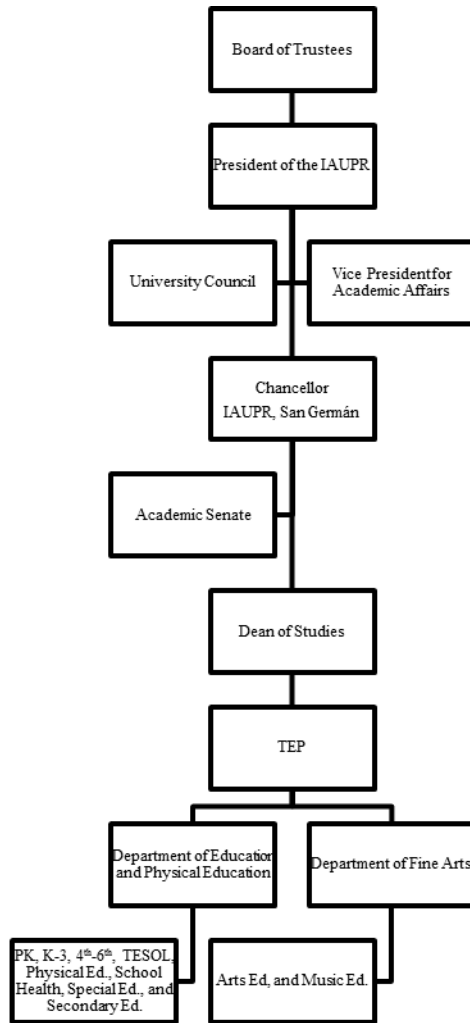 Board of Trustees
President of the IAUPR
University Council
Vice President for
Academic Affairs
Chancellor
IAUPR, San Germán
Academic Senate
Dean of Studies
TEP
Department of Education
and Physical Education
Department of Fine Arts
PK, K-3, 4th-6th, TESOL,
Physical Ed., School
Health, Special Ed., and
Secondary Ed.
Arts Ed, and Music Ed.